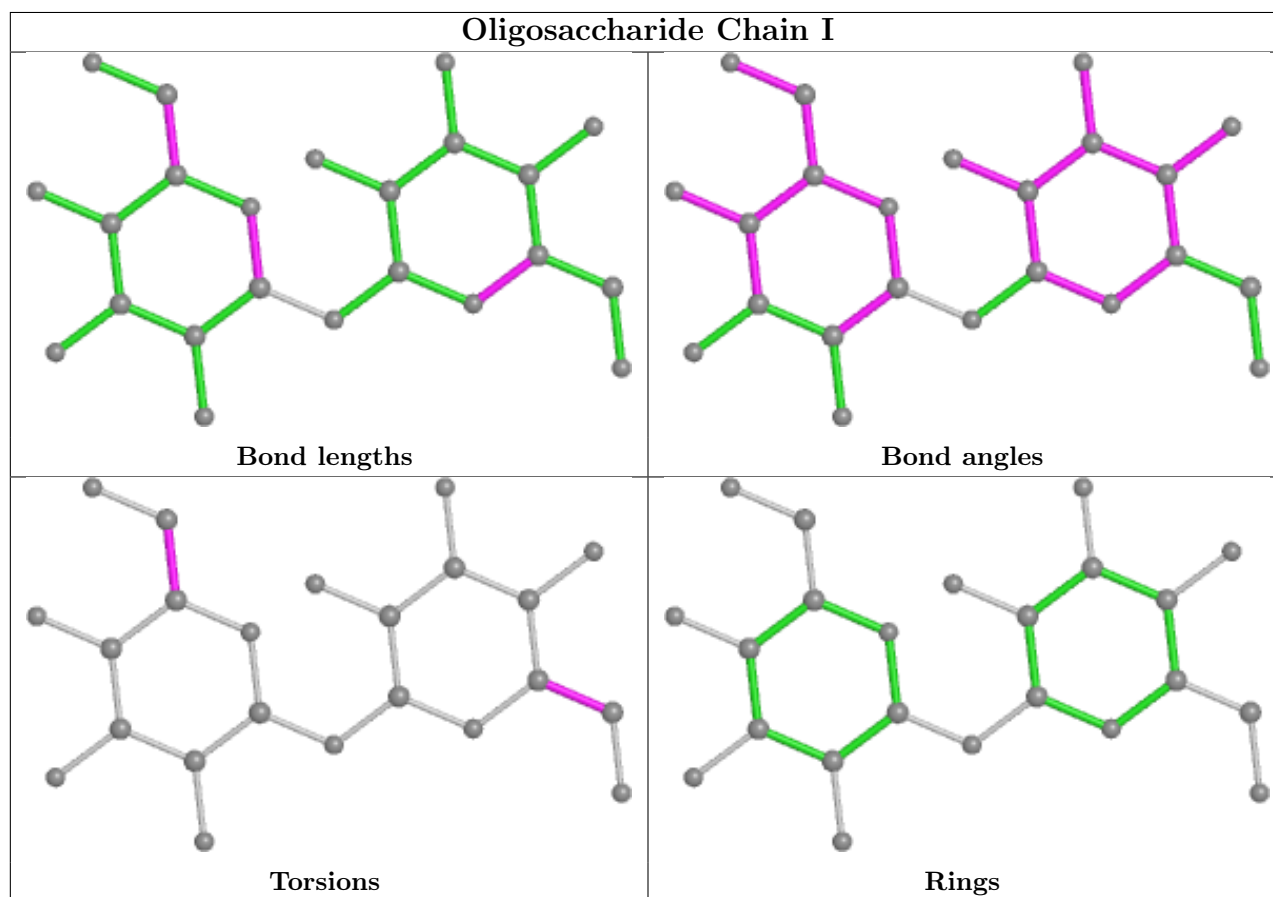 Oligosaccharide Chain I
Bond lengths
Bond angles
Torsions
Rings